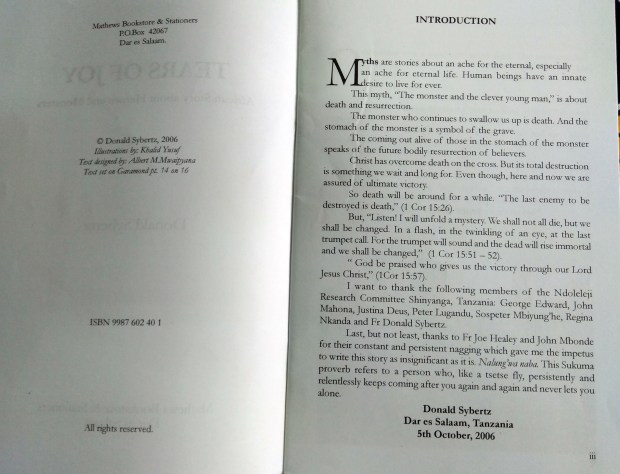 Mathews Bookstore & Stationers
P.O.Box 42067
Dar es Salaam.
TEARS OF JOY
© Donald Sybertz, 2006
Illustrations by: Khalid Yusuf
Text designed by: Albert M.Mwafyana
Text set on Garamond pt. 14 on 16
ISBN 9987 602 40 1
All rights reserved.
INTRODUCTION
Myths are stories about an ache for the eternal, especially
an ache for eternal life. Human beings have an innate
desire to live for ever.
This myth, "The monster and the clever young man," is about
death and resurrection.
The monster who continues to swallow us up is death. And the
stomach of the monster is a symbol of the grave.
The coming out alive of those in the stomach of the monster
speaks of the future bodily resurrection of believers.
Christ has overcome death on the cross. But its total destruction
is something we wait and long for. Even though, here and now we are
assured of ultimate victory.
So death will be around for a while. "The last enemy to be
destroyed is death," (1 Cor 15:26).
But, "Listen! I will unfold a mystery. We shall not all die, but we
shall be changed. In a flash, in the twinkling of an eye, at the last
trumpet call. For the trumpet will sound and the dead will rise immortal
and we shall be changed," (1 Cor 15:51 – 52).
" God be praised who gives us the victory through our Lord
Jesus Christ," (1Cor 15:57).
I want to thank the following members of the Ndoleleji
Research Committee Shinyanga, Tanzania: George Edward, John
Mahona, Justina Deus, Peter Lugandu, Sospeter Mbiyung'he, Regina
Nkanda and Fr Donald Sybertz.
Last, but not least, thanks to Fr Joe Healey and John Mbonde
for their constant and persistent nagging which gave me the impetus
to write this story as insignificant as it is. Nalung'wa naba. This Sukuma
proverb refers to a person who, like a tsetse fly, persistently and
relentlessly keeps coming after you again and again and never lets you
alone.
Donald Sybertz
Dar es Salaam, Tanzania
5th October, 2006
iii